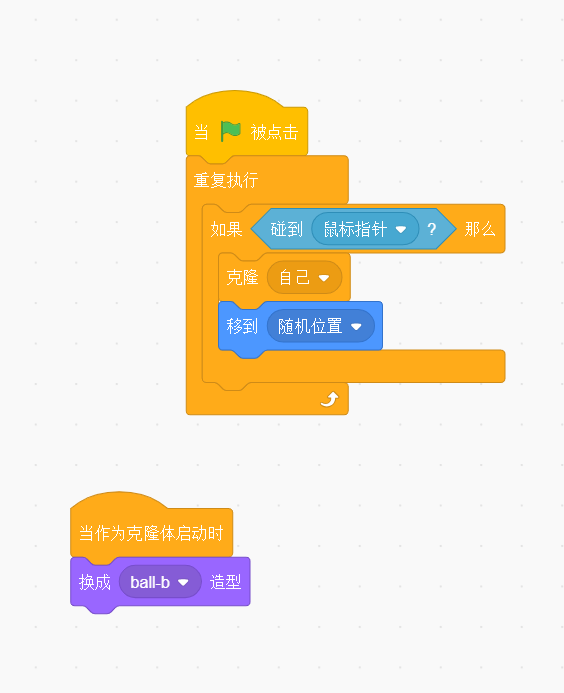 当 被点击
重复执行
如果 碰到 鼠标指针 ? 那么
克隆 自己
移到 随机位置
当作为克隆体启动时
换成 ball-b 造型